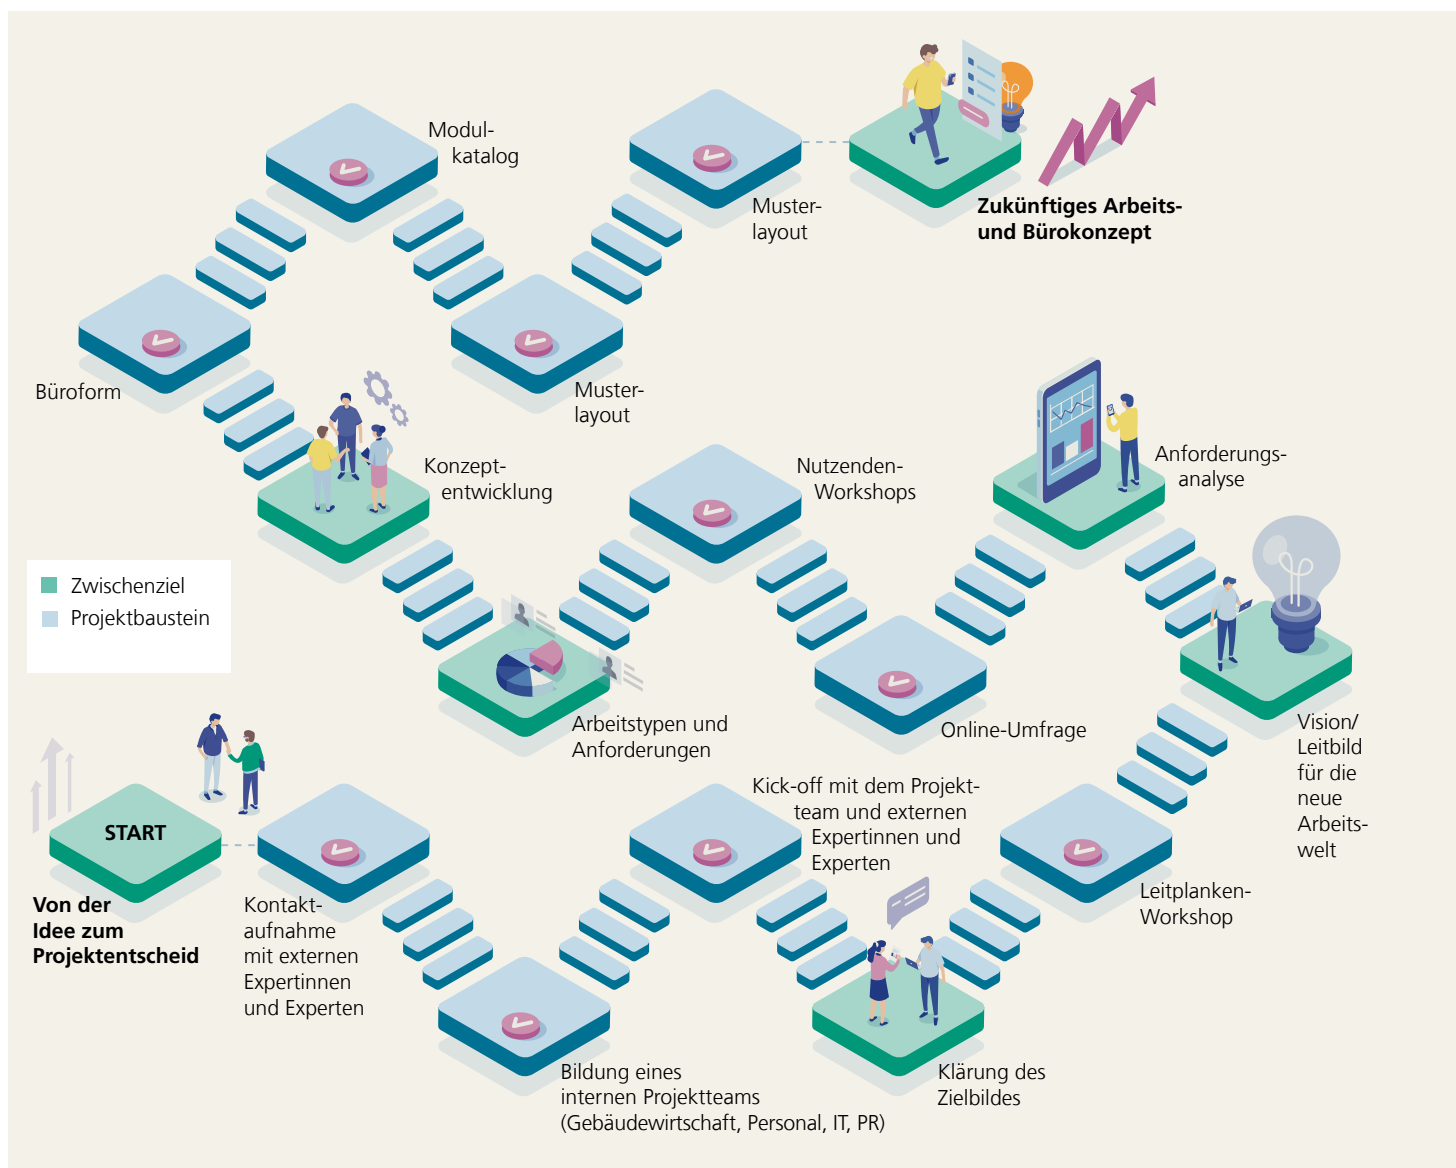 Modul-
katalog
Muster-
layout
Zukünftiges Arbeits-
und Bürokonzept
Büroform
Muster-
layout
Konzept-
entwicklung
Nutzenden-
Workshops
Anforderungs-
analyse
Zwischenziel
Projektbaustein
Arbeitstypen und
Anforderungen
Online-Umfrage
Vision/
Leitbild
für die
neue
Arbeits-
welt
START
Von der
Idee zum
Projektentscheid
Kontakt-
aufnahme
mit externen
Expertinnen
und Experten
Bildung eines
internen Projektteams
(Gebäudewirtschaft, Personal, IT, PR)
Kick-off mit dem Projekt-
team und externen
Expertinnen und
Experten
Klärung des
Zielbildes
Leitplanken-
Workshop